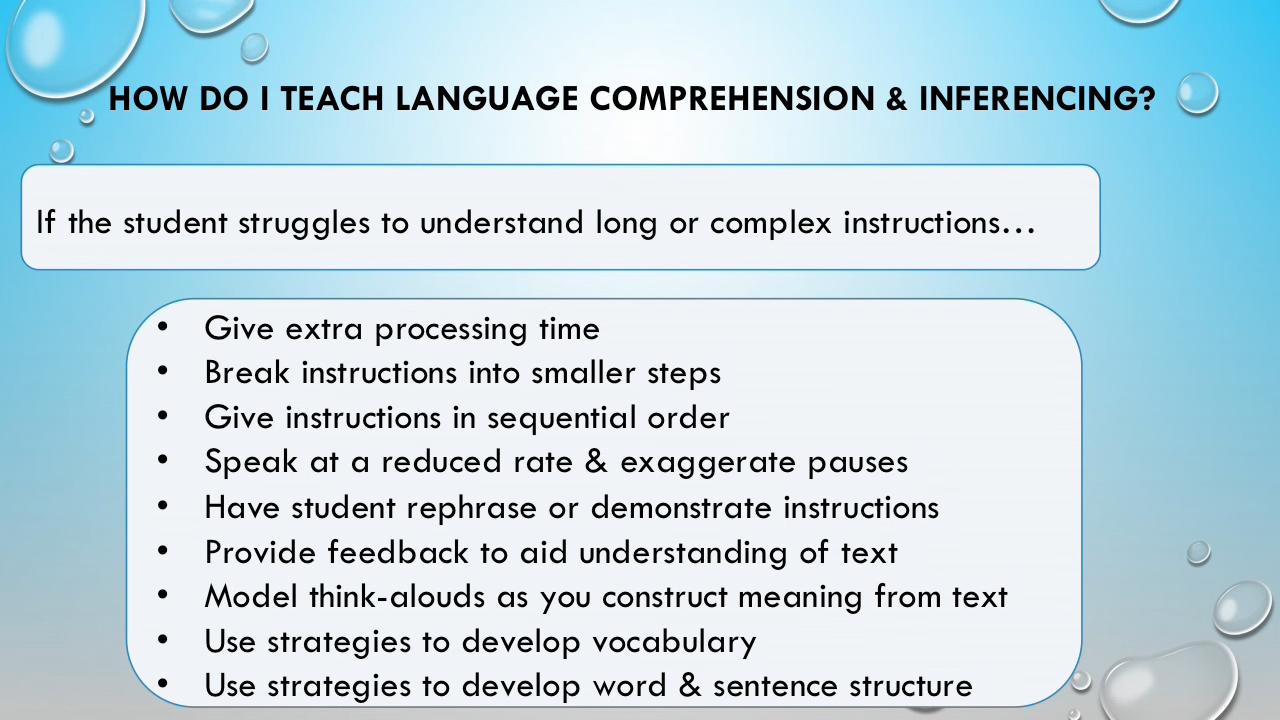 HOW DO I TEACH LANGUAGE COMPREHENSION & INFERENCING?
If the student struggles to understand long or complex instructions…
• Give extra processing time
• Break instructions into smaller steps
• Give instructions in sequential order
• Speak at a reduced rate & exaggerate pauses
• Have student rephrase or demonstrate instructions
• Provide feedback to aid understanding of text
• Model think-alouds as you construct meaning from text
• Use strategies to develop vocabulary
• Use strategies to develop word & sentence structure